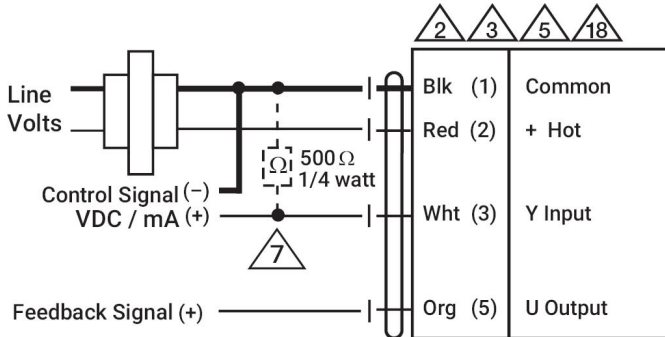 2 3 5 18
Line
Volts
Blk (1) Common
Red (2) + Hot
Ω 500 Ω
1/4 watt
Control Signal (−)
VDC / mA (+)
Wht (3) Y Input
7
Feedback Signal (+)
Org (5) U Output